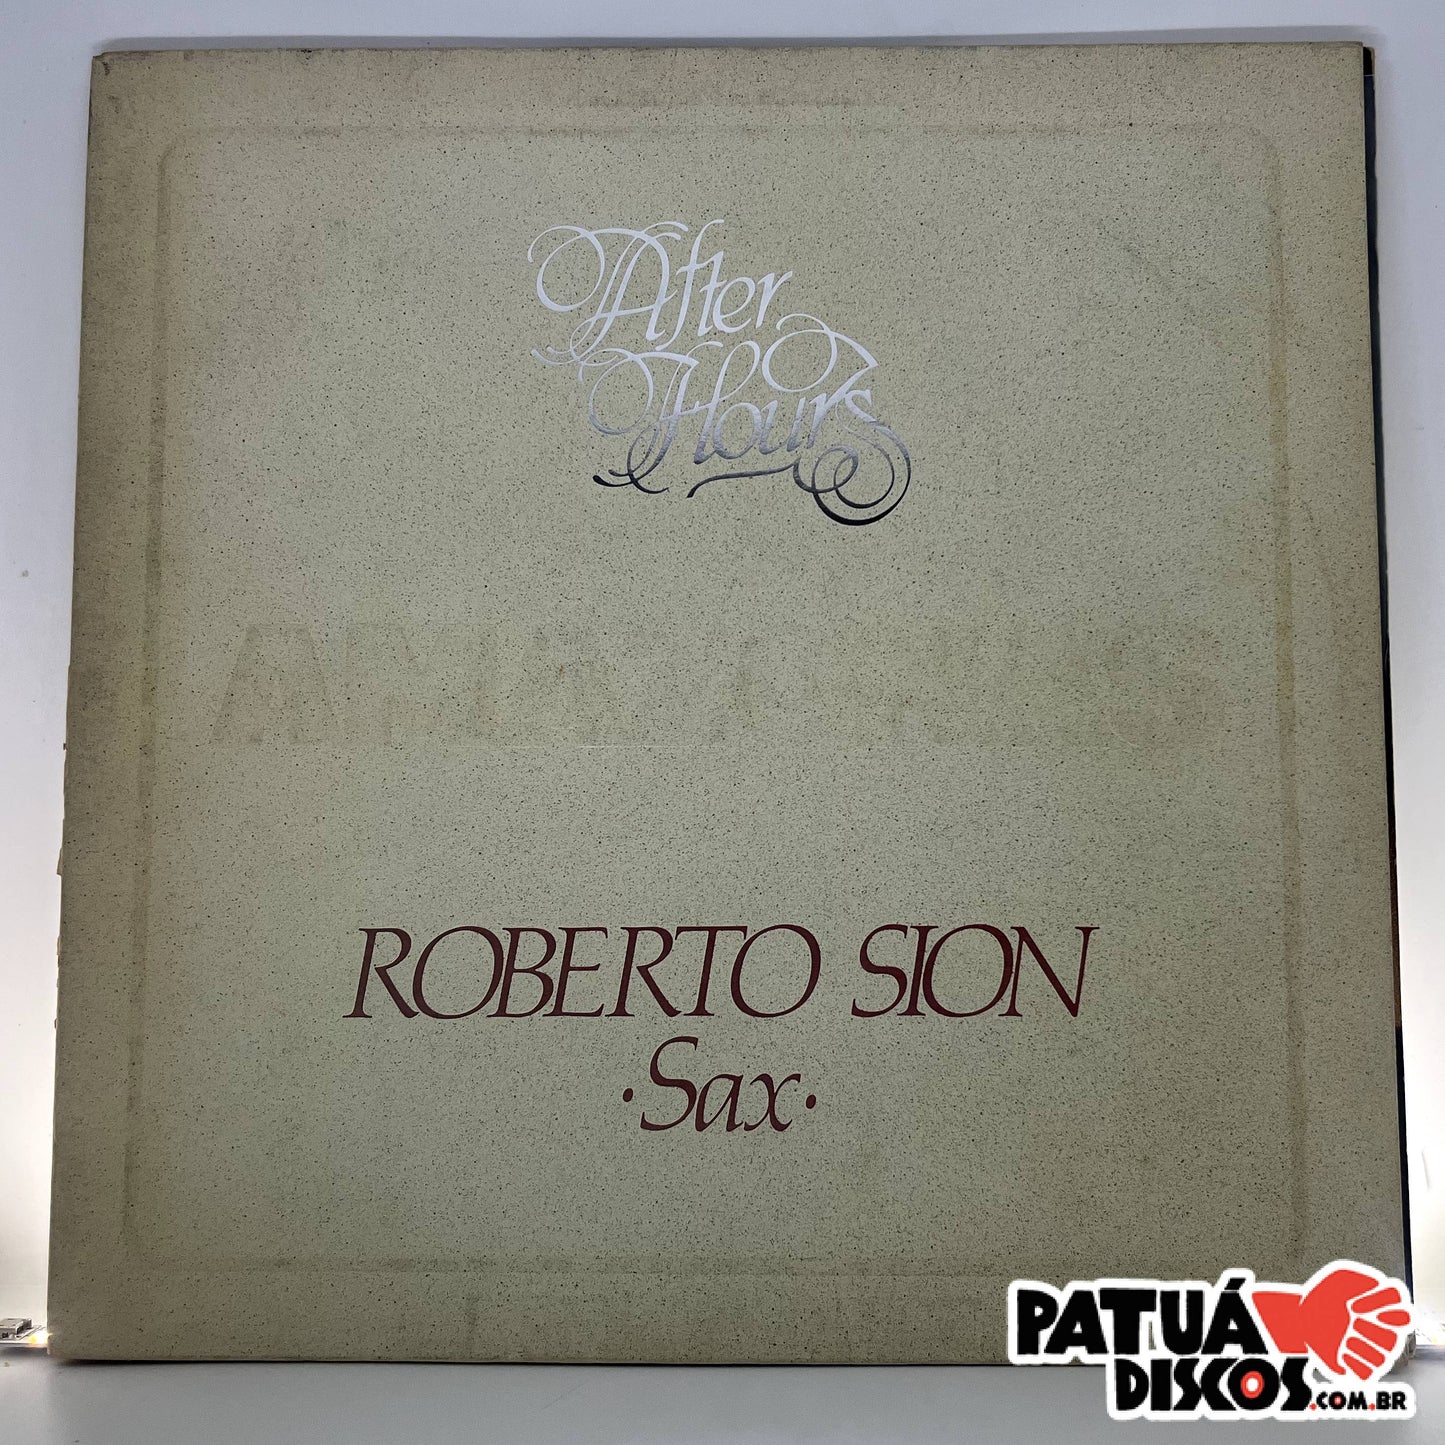 After
Hours
ROBERTO SION
·Sax·
PATUÁ
DISCOS.COM.BR